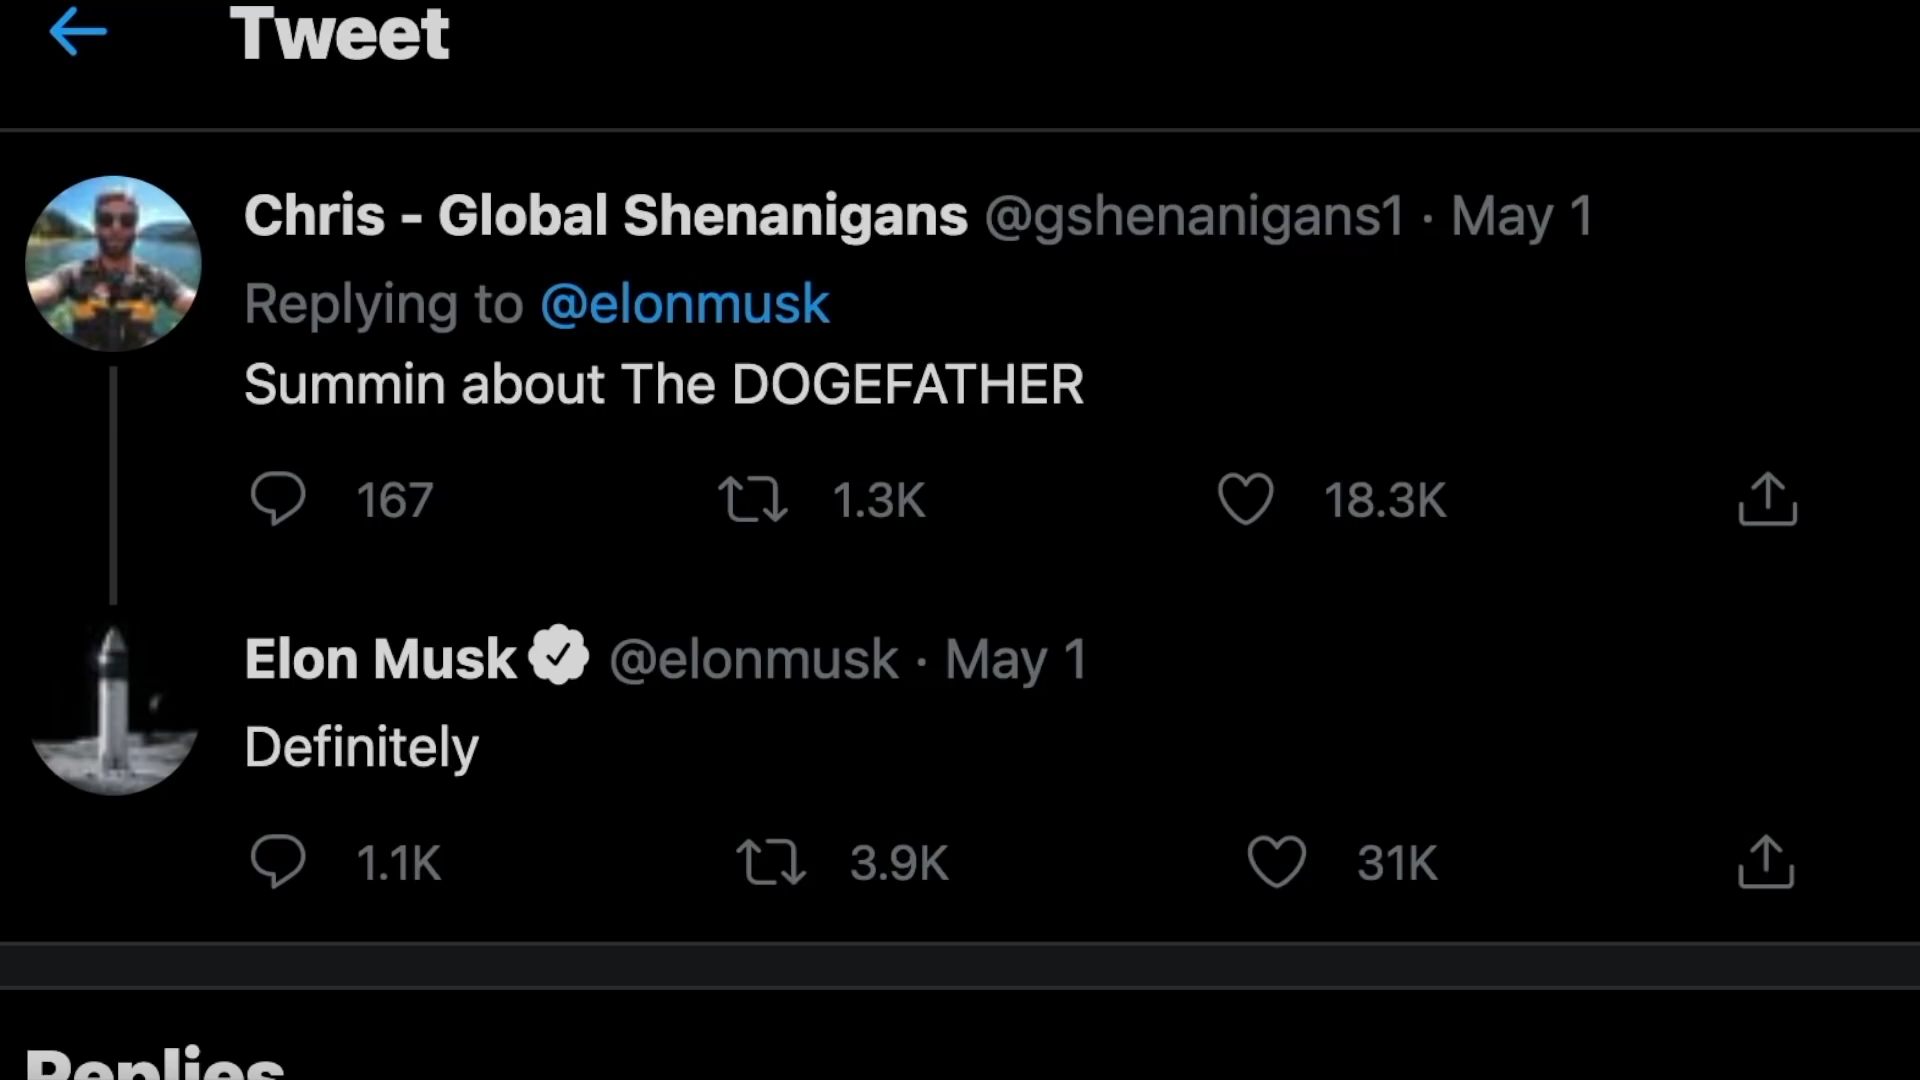 Tweet
Chris - Global Shenanigans @gshenanigans1 · May 1
Replying to @elonmusk
Summin about The DOGEFATHER
167 1.3K 18.3K
Elon Musk @elonmusk · May 1
Definitely
1.1K 3.9K 31K
Replies